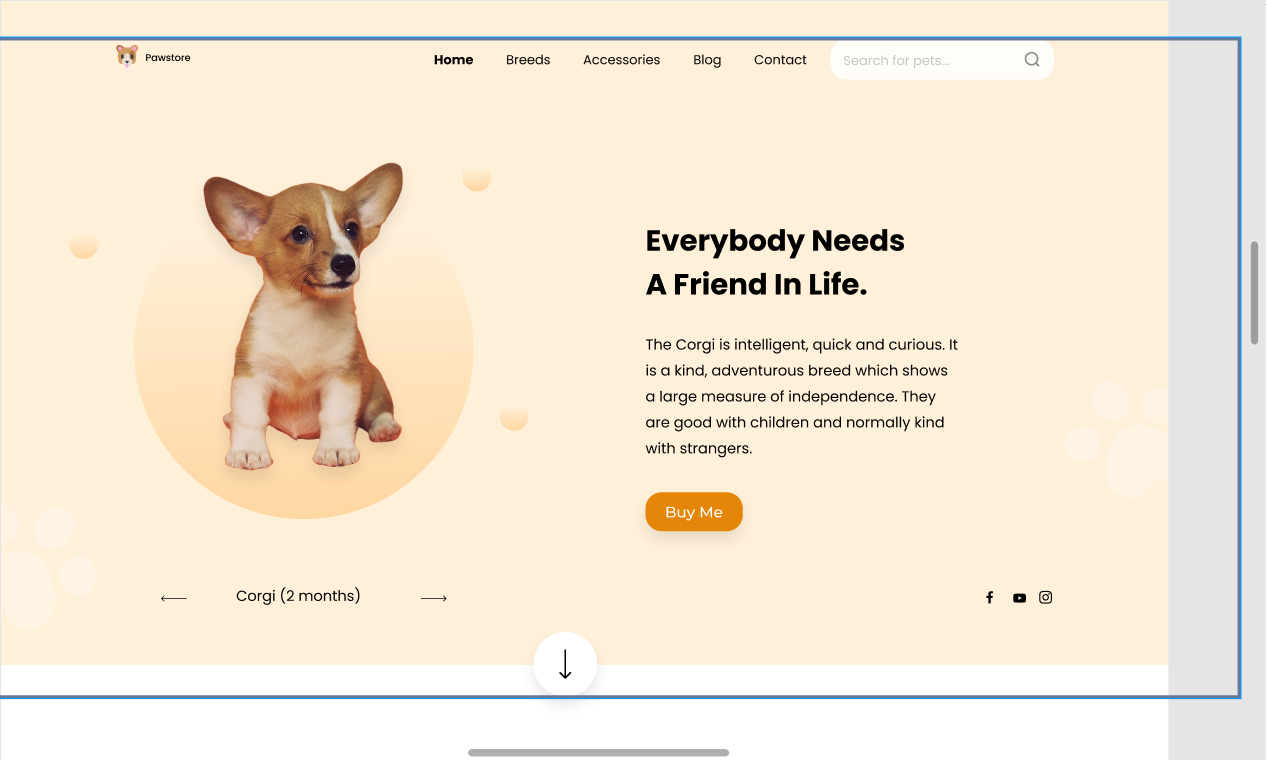 Pawstore
Home Breeds Accessories Blog Contact Search for pets...
Everybody Needs
A Friend In Life.
The Corgi is intelligent, quick and curious. It
is a kind, adventurous breed which shows
a large measure of independence. They
are good with children and normally kind
with strangers.
Buy Me
Corgi (2 months)